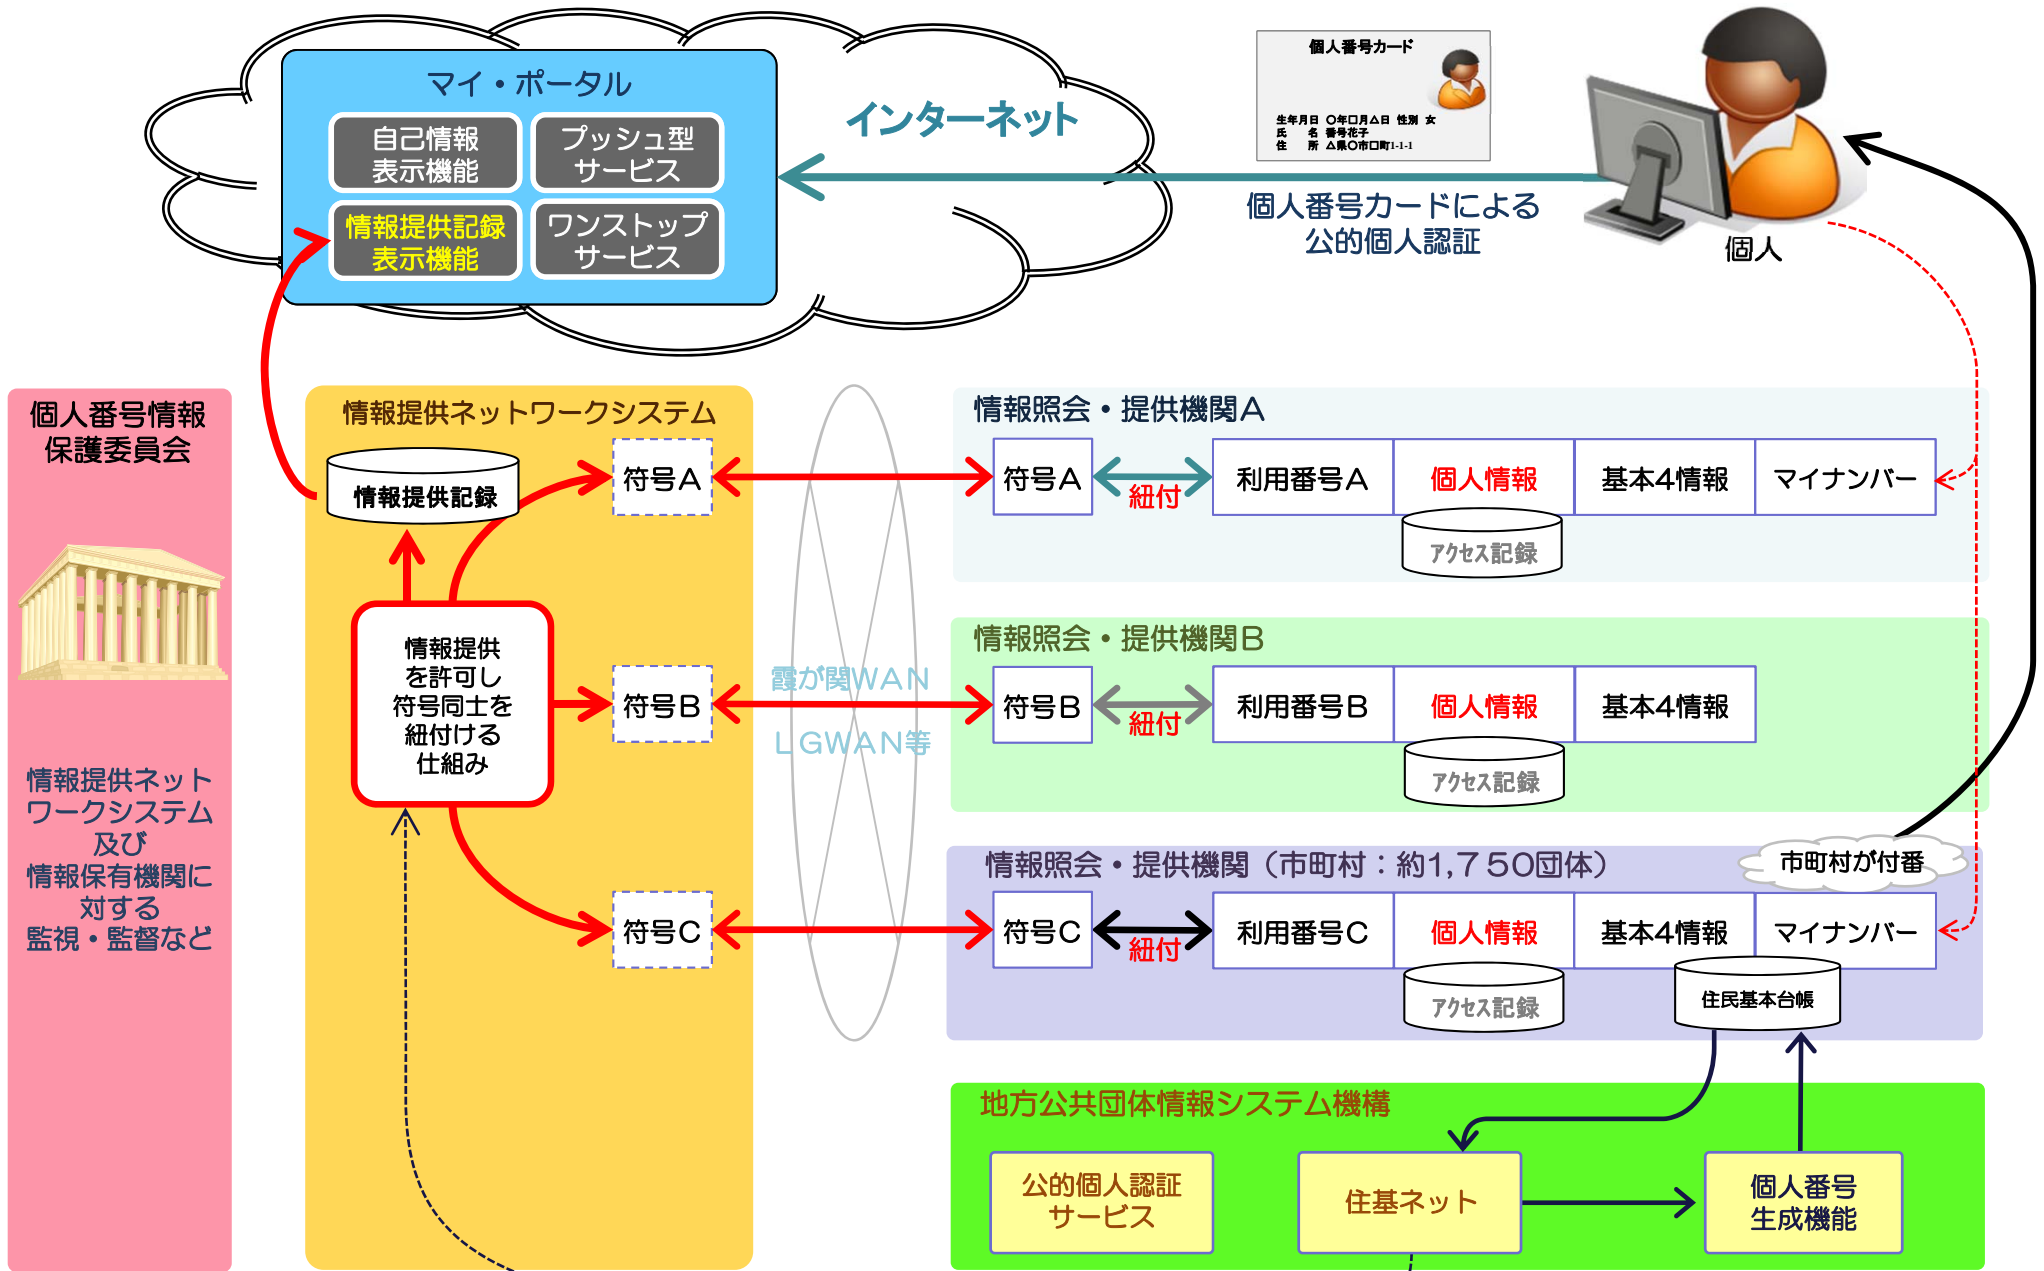 マイ・ポータル
自己情報
表示機能
プッシュ型
サービス
情報提供記録
表示機能
ワンストップ
サービス
インターネット
個人番号カード
生年月日 〇年□月△日 性別 女
氏　名 番号花子
住　所 △県〇市□町1-1-1
個人番号カードによる
公的個人認証
個人
個人番号情報
保護委員会
情報提供ネット
ワークシステム
及び
情報保有機関に
対する
監視・監督など
情報提供ネットワークシステム
情報提供記録
情報提供
を許可し
符号同士を
紐付ける
仕組み
符号A
符号B
符号C
霞が関WAN
LGWAN等
情報照会・提供機関A
符号A
紐付
利用番号A
個人情報
基本4情報
マイナンバー
アクセス記録
情報照会・提供機関B
符号B
紐付
利用番号B
個人情報
基本4情報
アクセス記録
情報照会・提供機関（市町村：約1,750団体）
市町村が付番
符号C
紐付
利用番号C
個人情報
基本4情報
マイナンバー
アクセス記録
住民基本台帳
地方公共団体情報システム機構
公的個人認証
サービス
住基ネット
個人番号
生成機能